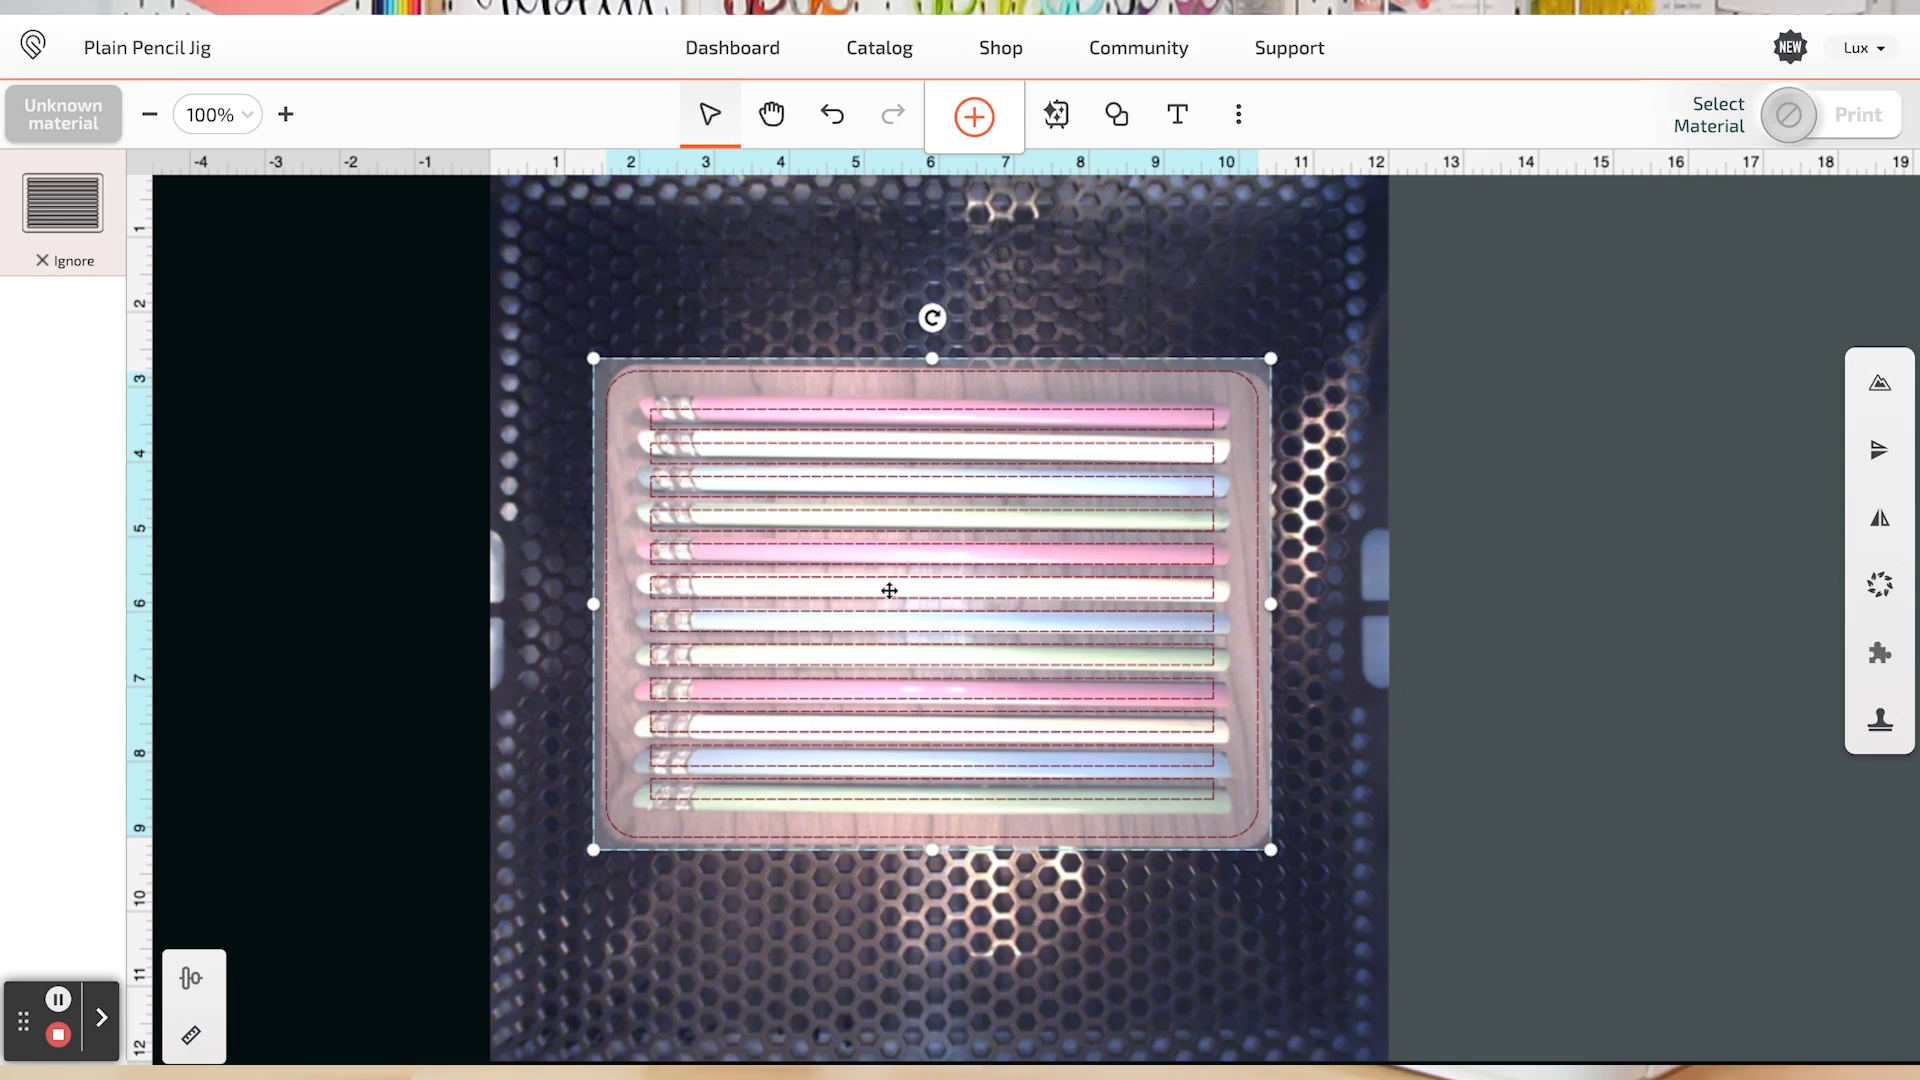 Plain Pencil Jig
Dashboard
Catalog
Shop
Community
Support
NEW
Lux
Unknown
material
100%
Select
Material
Print
-4 -3 -2 -1 1 2 3 4 5 6 7 8 9 10 11 12 13 14 15 16 17 18 19
Ignore
1
2
3
4
5
6
7
8
9
10
11
12